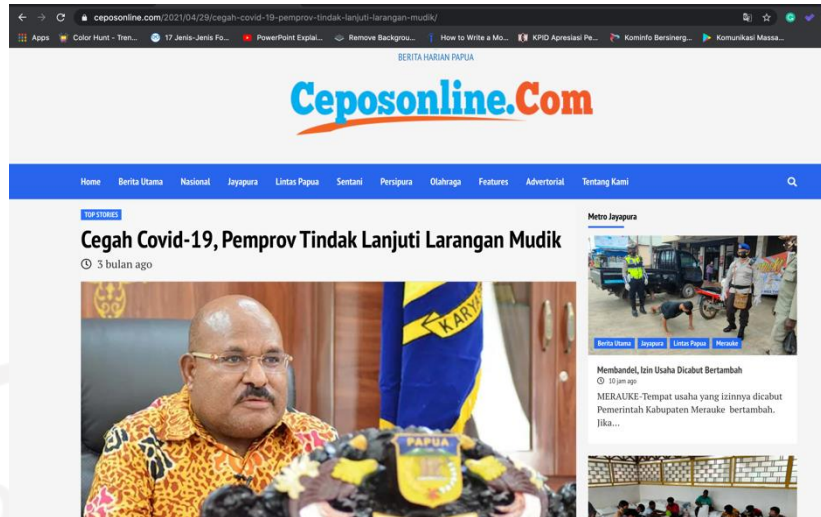 ceposonline.com/2021/04/29/cegah-covid-19-pemprov-tindak-lanjuti-larangan-mudik/
Apps Color Hunt - Tren... 17 Jenis-Jenis Fo... PowerPoint Explai... Remove Backgrou... How to Write a Mo... KPID Apresiasi Pe... Kominfo Bersinerg... Komunikasi Massa...
BERITA HARIAN PAPUA
Ceposonline.Com
Home Berita Utama Nasional Jayapura Lintas Papua Sentani Persipura Olahraga Features Advertorial Tentang Kami
TOP STORIES
Cegah Covid-19, Pemprov Tindak Lanjuti Larangan Mudik
3 bulan ago
KARYA
PAPUA
Metro Jayapura
Berita Utama Jayapura Lintas Papua Merauke
Membandel, Izin Usaha Dicabut Bertambah
10 jam ago
MERAUKE-Tempat usaha yang izinnya dicabut
Pemerintah Kabupaten Merauke bertambah.
Jika...